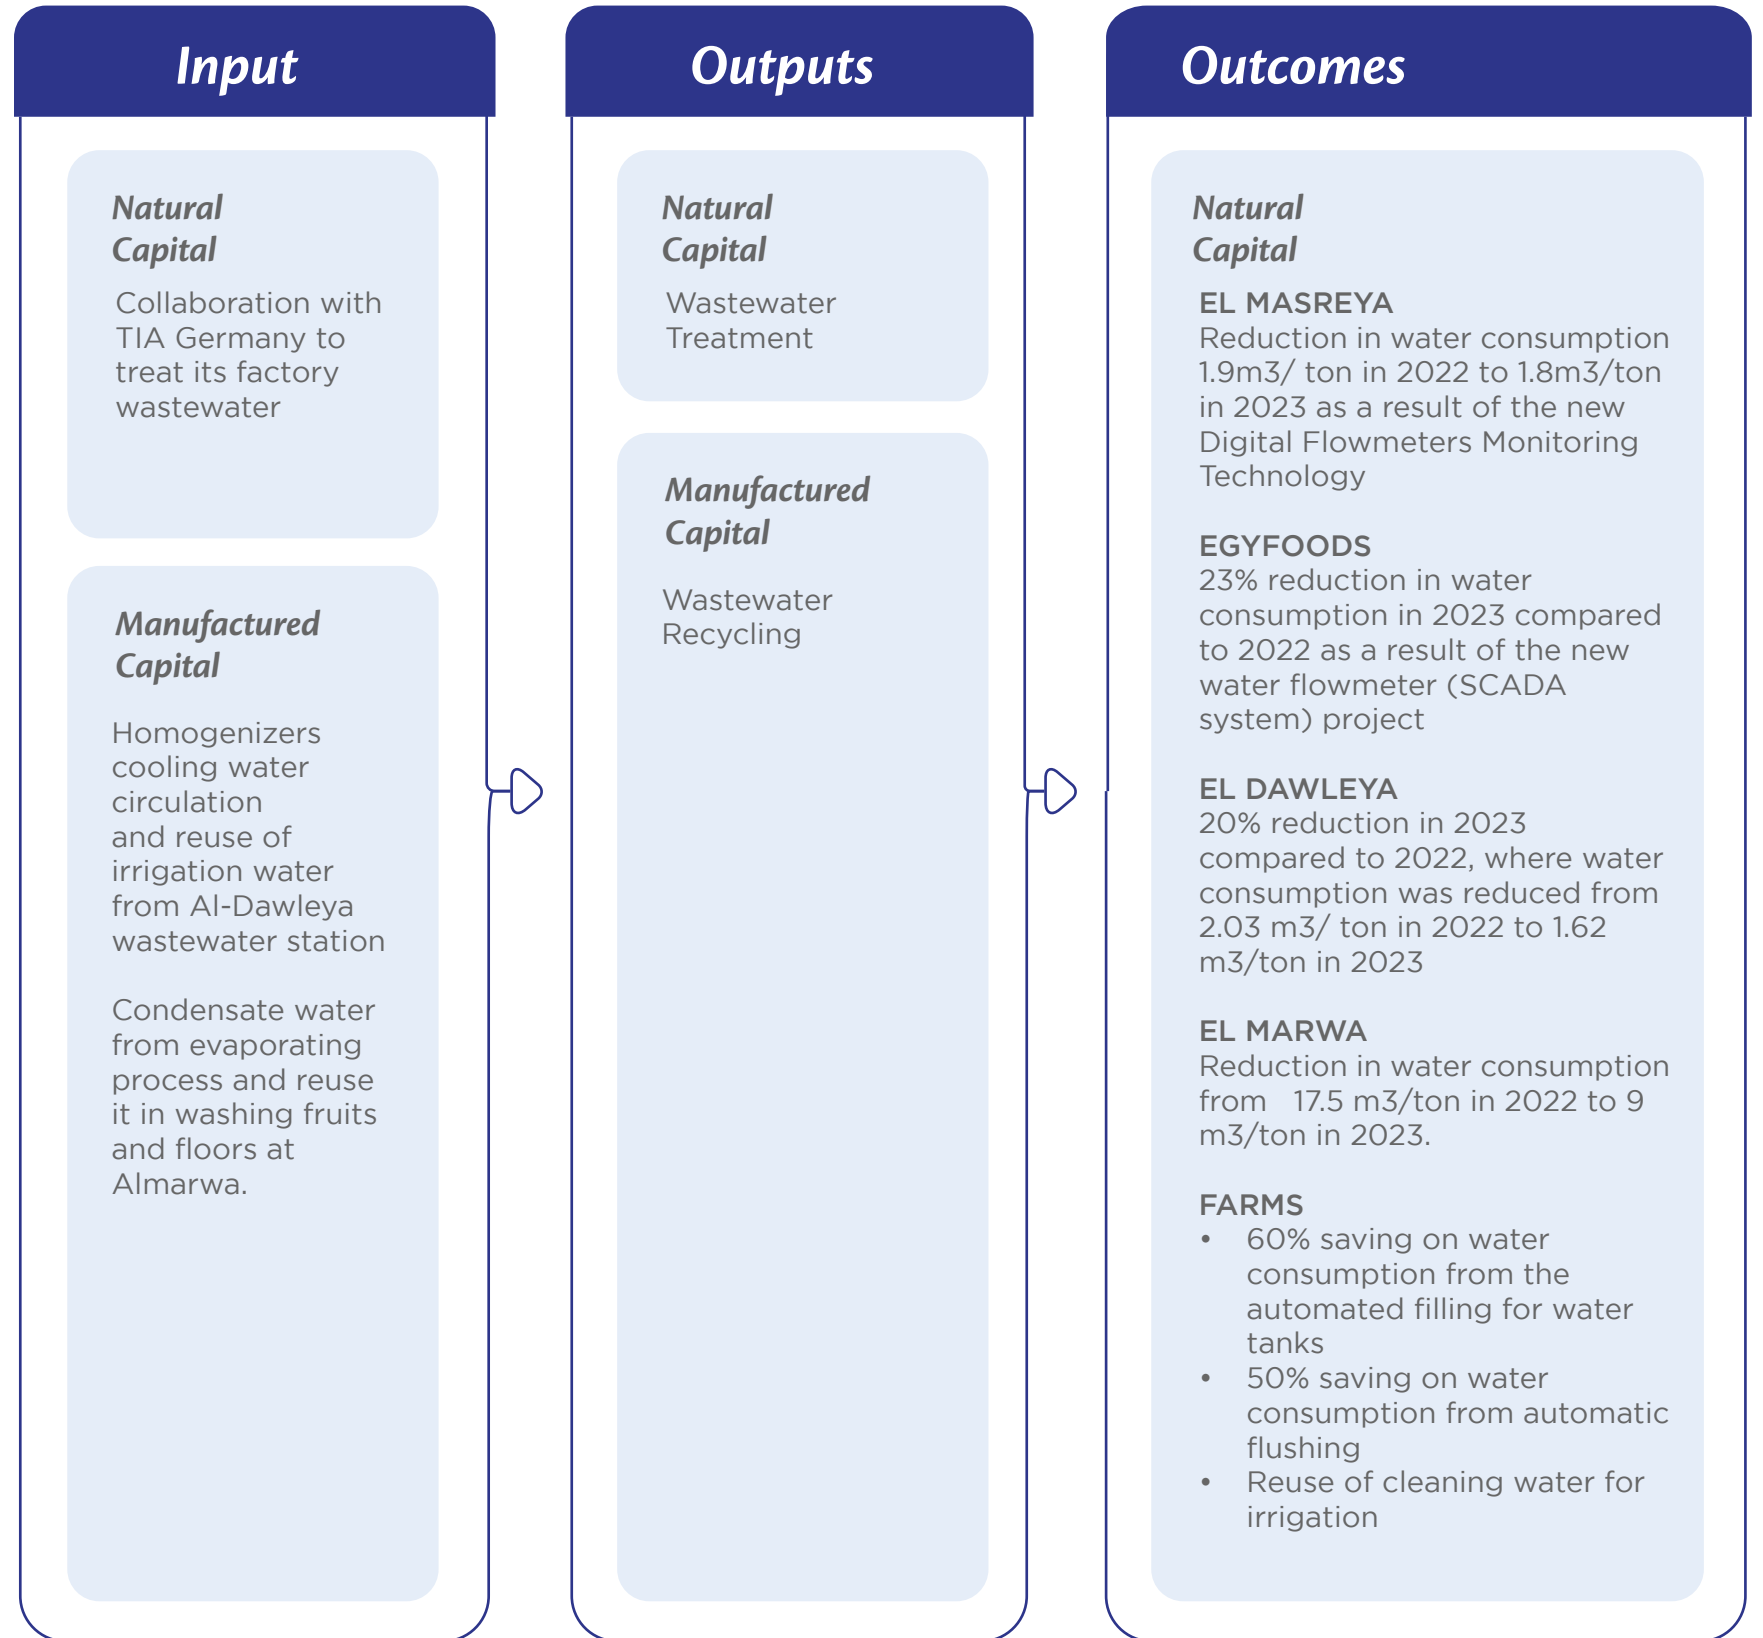 Input
Natural
Capital
Collaboration with
TIA Germany to
treat its factory
wastewater
Manufactured
Capital
Homogenizers
cooling water
circulation
and reuse of
irrigation water
from Al-Dawleya
wastewater station
Condensate water
from evaporating
process and reuse
it in washing fruits
and floors at
Almarwa.
Outputs
Natural
Capital
Wastewater
Treatment
Manufactured
Capital
Wastewater
Recycling
Outcomes
Natural
Capital
EL MASREYA
Reduction in water consumption
1.9m3/ ton in 2022 to 1.8m3/ton
in 2023 as a result of the new
Digital Flowmeters Monitoring
Technology
EGYFOODS
23% reduction in water
consumption in 2023 compared
to 2022 as a result of the new
water flowmeter (SCADA
system) project
EL DAWLEYA
20% reduction in 2023
compared to 2022, where water
consumption was reduced from
2.03 m3/ ton in 2022 to 1.62
m3/ton in 2023
EL MARWA
Reduction in water consumption
from 17.5 m3/ton in 2022 to 9
m3/ton in 2023.
FARMS
• 60% saving on water
consumption from the
automated filling for water
tanks
• 50% saving on water
consumption from automatic
flushing
• Reuse of cleaning water for
irrigation